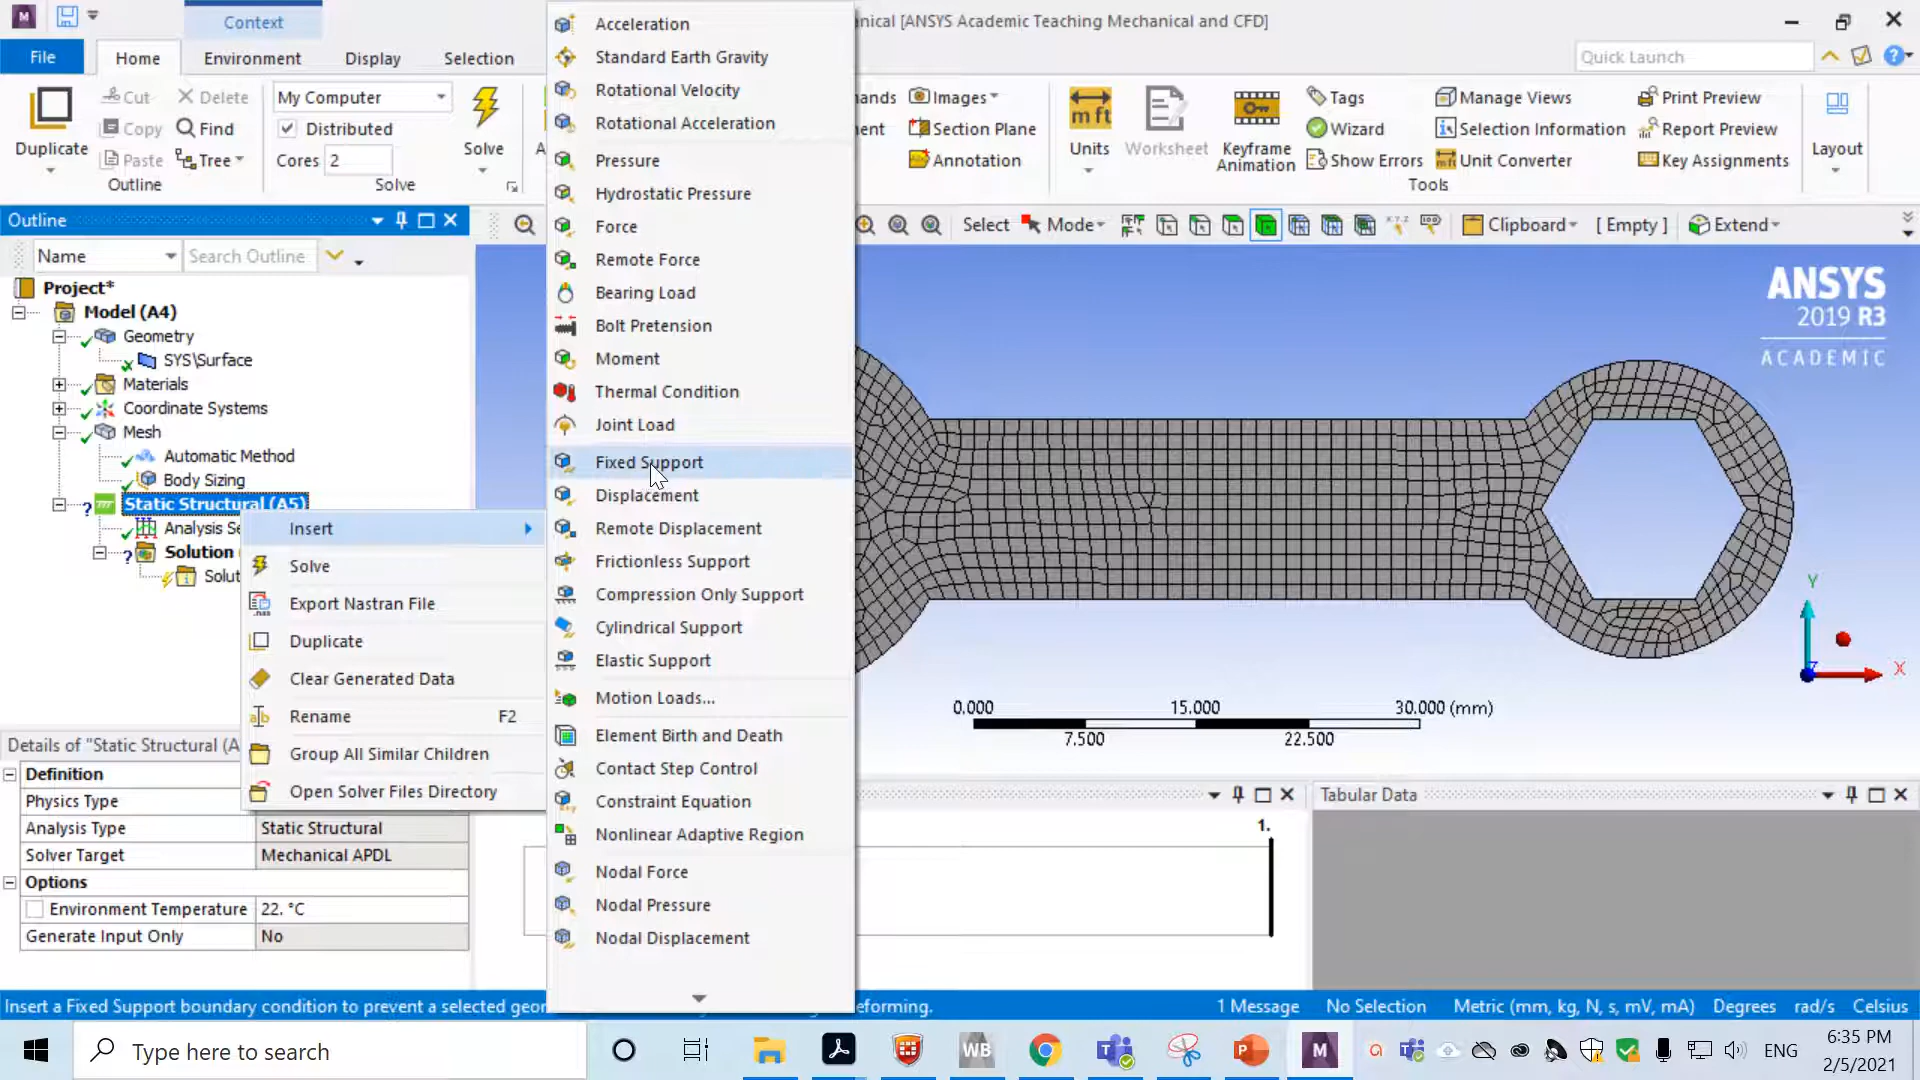 Context
nical [ANSYS Academic Teaching Mechanical and CFD]
File
Home
Environment
Display
Selection
Quick Launch
Duplicate
Cut
Copy
Paste
Delete
Find
Tree
Outline
My Computer
Distributed
Cores 2
Solve
Solve
A
ands
ent
Images
Section Plane
Annotation
Units
Worksheet
Keyframe
Animation
Tags
Wizard
Show Errors
Manage Views
Selection Information
Unit Converter
Print Preview
Report Preview
Key Assignments
Tools
Layout
Outline
Name
Search Outline
Select
Mode
Clipboard
[ Empty ]
Extend
Project*
Model (A4)
Geometry
SYS\Surface
Materials
Coordinate Systems
Mesh
Automatic Method
Body Sizing
Static Structural (A5)
Analysis Se
Solution
Solut
Insert
Solve
Export Nastran File
Duplicate
Clear Generated Data
Rename F2
Group All Similar Children
Open Solver Files Directory
Acceleration
Standard Earth Gravity
Rotational Velocity
Rotational Acceleration
Pressure
Hydrostatic Pressure
Force
Remote Force
Bearing Load
Bolt Pretension
Moment
Thermal Condition
Joint Load
Fixed Support
Displacement
Remote Displacement
Frictionless Support
Compression Only Support
Cylindrical Support
Elastic Support
Motion Loads...
Element Birth and Death
Contact Step Control
Constraint Equation
Nonlinear Adaptive Region
Nodal Force
Nodal Pressure
Nodal Displacement
ANSYS
2019 R3
ACADEMIC
Y
X
Z
0.000 15.000 30.000 (mm)
7.500 22.500
Details of "Static Structural (A
Definition
Physics Type
Analysis Type Static Structural
Solver Target Mechanical APDL
Options
Environment Temperature 22. °C
Generate Input Only No
1.
Tabular Data
Insert a Fixed Support boundary condition to prevent a selected geor
eforming.
1 Message
No Selection
Metric (mm, kg, N, s, mV, mA)
Degrees
rad/s
Celsius
Type here to search
WB
M
ENG
6:35 PM
2/5/2021